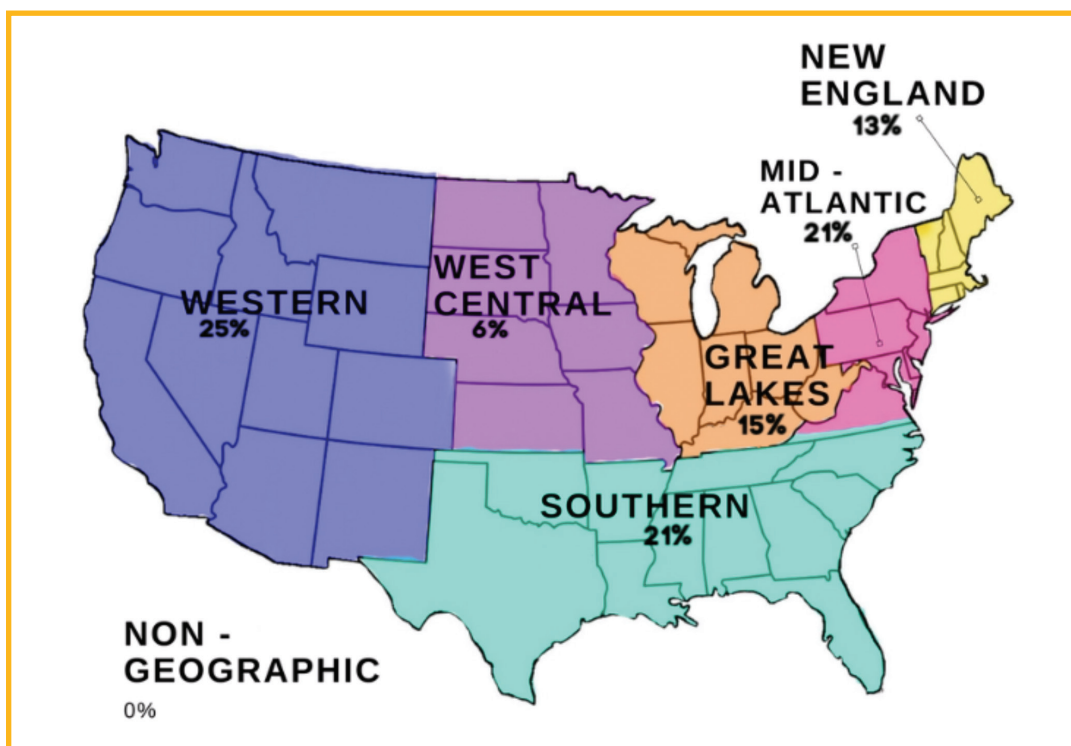 NEW
ENGLAND
13%
MID -
ATLANTIC
21%
WEST
CENTRAL
6%
WESTERN
25%
GREAT
LAKES
15%
SOUTHERN
21%
NON -
GEOGRAPHIC
0%